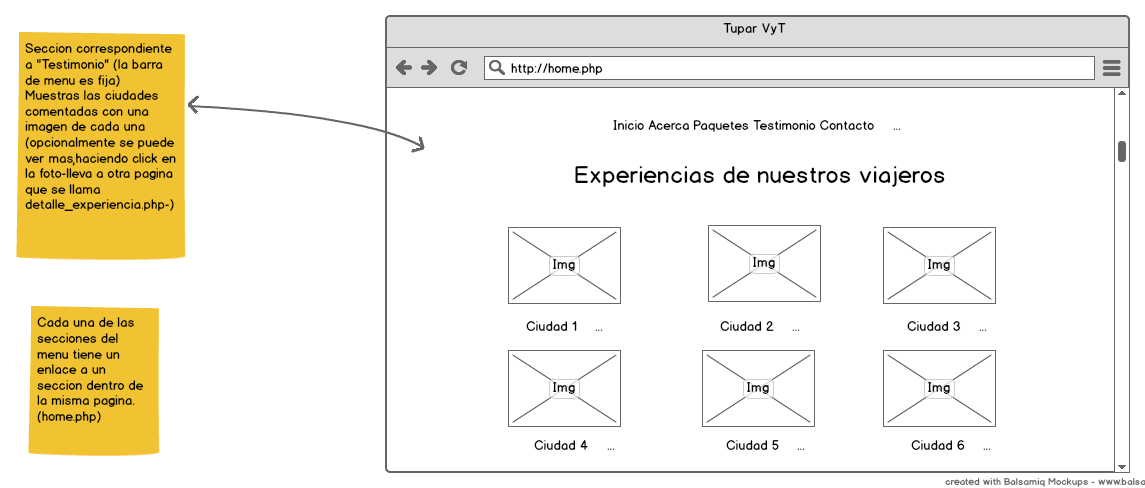 Seccion correspondiente
a "Testimonio" (la barra
de menu es fija)
Muestras las ciudades
comentadas con una
imagen de cada una
(opcionalmente se puede
ver mas,haciendo click en
la foto-lleva a otra pagina
que se llama
detalle_experiencia.php-)
Cada una de las
secciones del
menu tiene un
enlace a un
seccion dentro de
la misma pagina.
(home.php)
Tupar VyT
http://home.php
Inicio Acerca Paquetes Testimonio Contacto ...
Experiencias de nuestros viajeros
Img Img Img
Ciudad 1 ... Ciudad 2 ... Ciudad 3 ...
Img Img Img
Ciudad 4 ... Ciudad 5 ... Ciudad 6 ...
created with Balsamiq Mockups - www.balsa